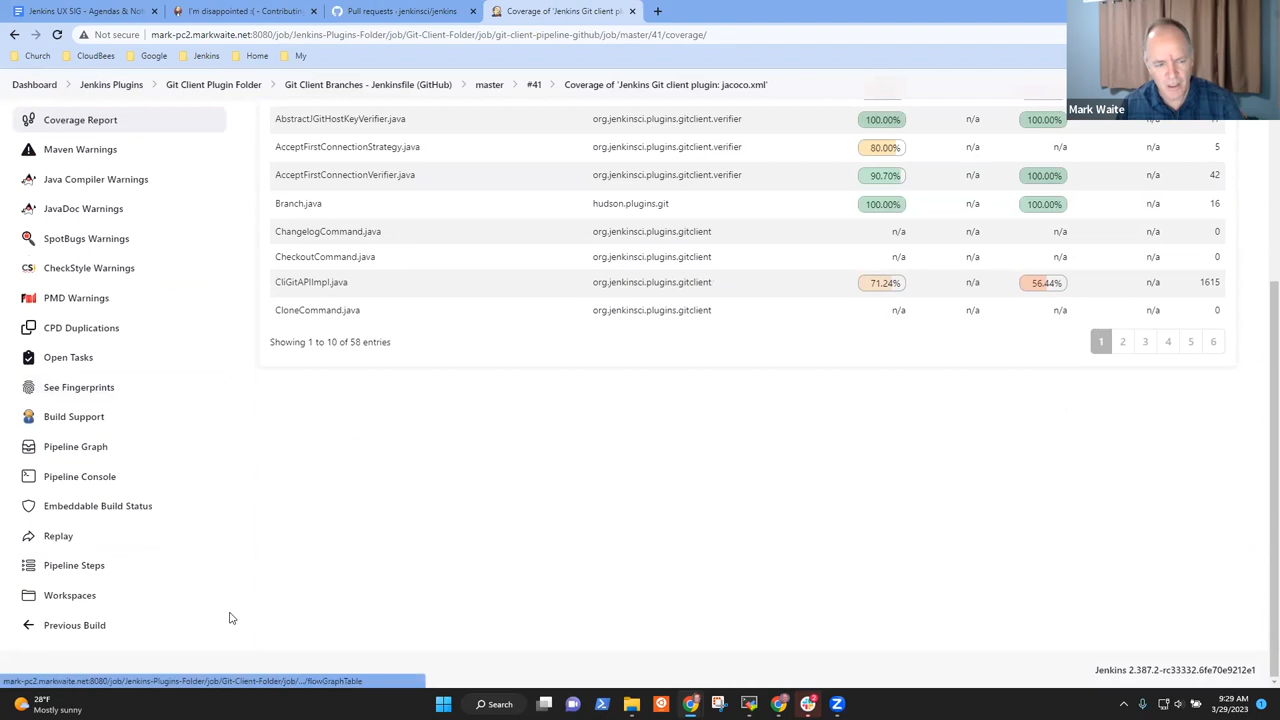 Jenkins UX SIG - Agendas & Not
I'm disappointed :( - Contributing
Pull requests · jenkinsci/jenkins
Coverage of 'Jenkins Git client pl
Not secure
mark-pc2.markwaite.net:8080/job/Jenkins-Plugins-Folder/job/Git-Client-Folder/job/git-client-pipeline-github/job/master/41/coverage/
Church
CloudBees
Google
Jenkins
Home
My
Dashboard
Jenkins Plugins
Git Client Plugin Folder
Git Client Branches - Jenkinsfile (GitHub)
master
#41
Coverage of 'Jenkins Git client plugin: jacoco.xml'
Mark Waite
Coverage Report
Maven Warnings
Java Compiler Warnings
JavaDoc Warnings
SpotBugs Warnings
CheckStyle Warnings
PMD Warnings
CPD Duplications
Open Tasks
See Fingerprints
Build Support
Pipeline Graph
Pipeline Console
Embeddable Build Status
Replay
Pipeline Steps
Workspaces
Previous Build
AbstractJGitHostKeyVerifier.java org.jenkinsci.plugins.gitclient.verifier 100.00% n/a 100.00% n/a
AcceptFirstConnectionStrategy.java org.jenkinsci.plugins.gitclient.verifier 80.00% n/a n/a n/a 5
AcceptFirstConnectionVerifier.java org.jenkinsci.plugins.gitclient.verifier 90.70% n/a 100.00% n/a 42
Branch.java hudson.plugins.git 100.00% n/a 100.00% n/a 16
ChangelogCommand.java org.jenkinsci.plugins.gitclient n/a n/a n/a n/a 0
CheckoutCommand.java org.jenkinsci.plugins.gitclient n/a n/a n/a n/a 0
CliGitAPIImpl.java org.jenkinsci.plugins.gitclient 71.24% n/a 56.44% n/a 1615
CloneCommand.java org.jenkinsci.plugins.gitclient n/a n/a n/a n/a 0
Showing 1 to 10 of 58 entries
1 2 3 4 5 6
Jenkins 2.387.2-rc33332.6fe70e9212e1
mark-pc2.markwaite.net:8080/job/Jenkins-Plugins-Folder/job/Git-Client-Folder/job/.../flowGraphTable
28°F
Mostly sunny
Search
2
9:29 AM
3/29/2023
1